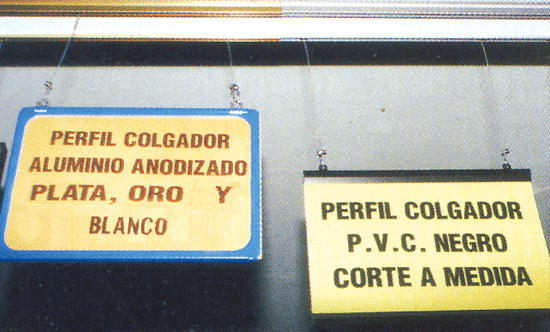 PERFIL COLGADOR
ALUMINIO ANODIZADO
PLATA, ORO Y
BLANCO
PERFIL COLGADOR
P.V.C. NEGRO
CORTE A MEDIDA